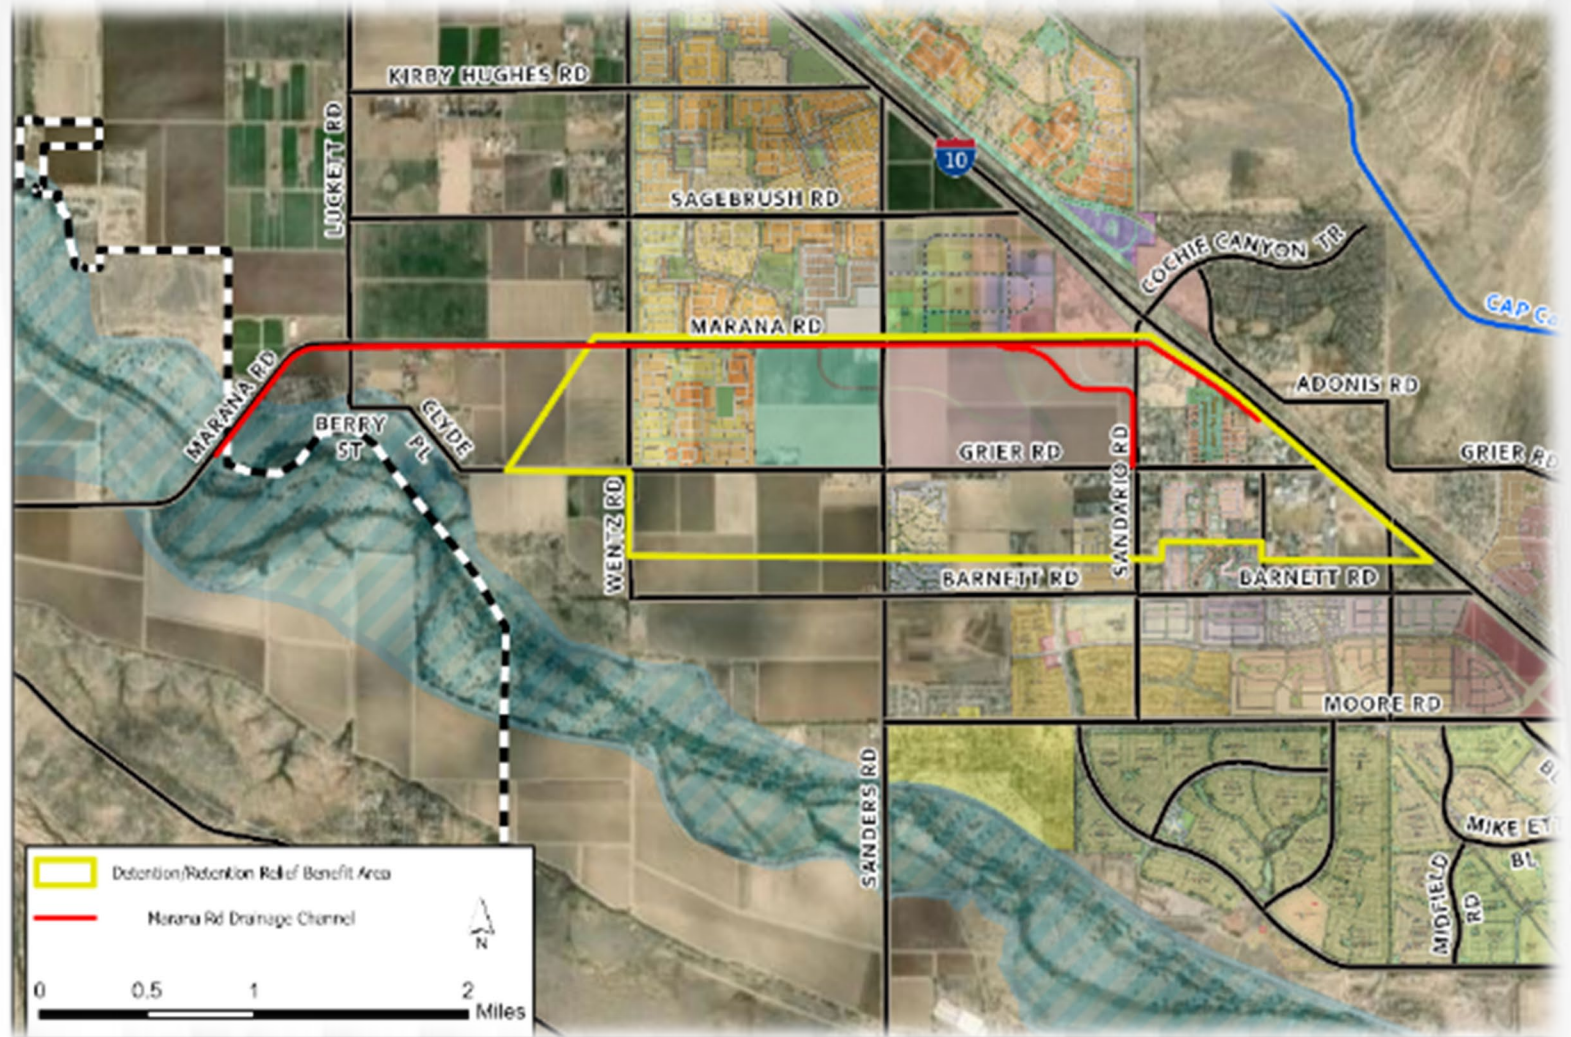 KIRBY HUGHES RD
LUCKETT RD
10
SAGEBRUSH RD
COCHIE CANYON TR
CAP Ca
MARANA RD
MARANA RD
ADONIS RD
BERRY
ST
CLYDE
PL
GRIER RD
GRIER RD
SANDARIO RD
WENTZ RD
BARNETT RD
BARNETT RD
MOORE RD
SANDERS RD
BL
MIKE ETT
BL
MIDFIELD
RD
Detention/Retention Relief Benefit Area
Marana Rd Drainage Channel
N
0 0.5 1 2
Miles